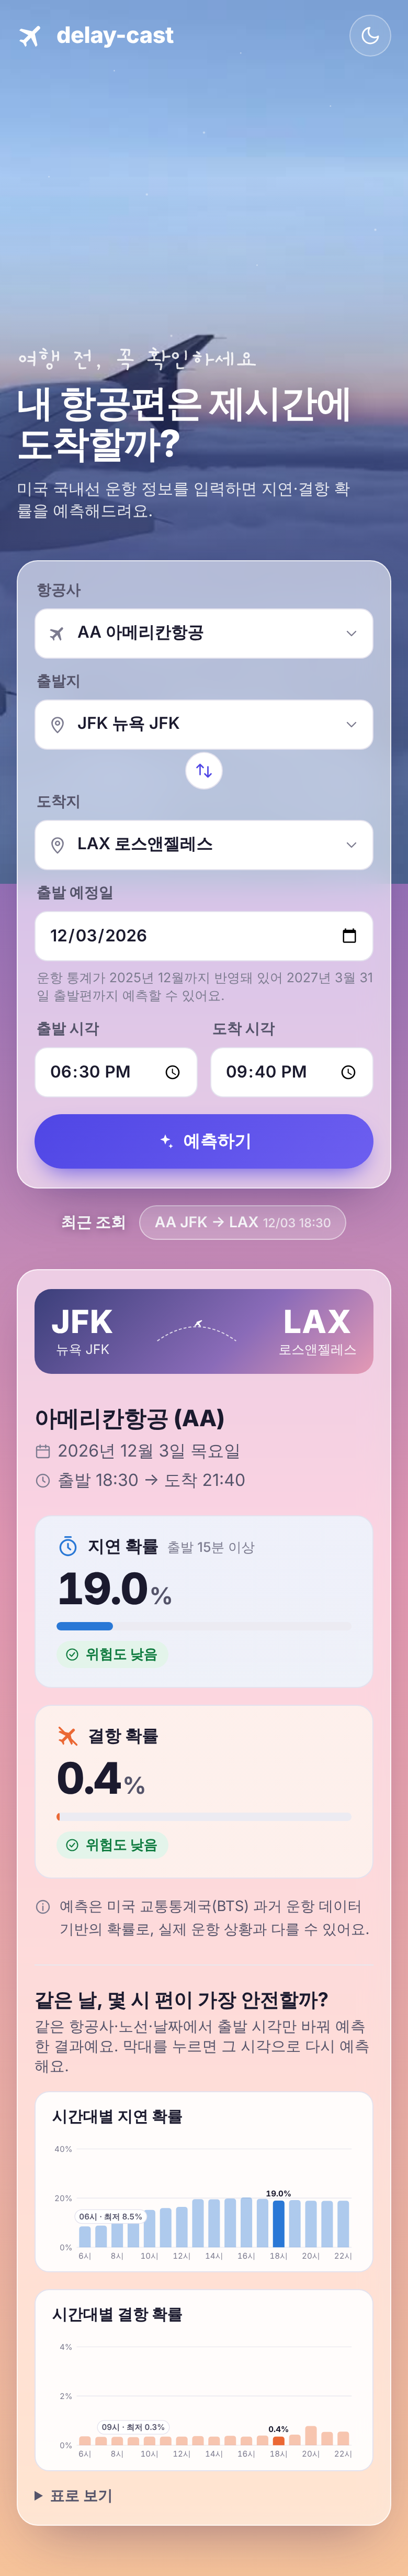 delay-cast
여행 전, 꼭 확인하세요
내 항공편은 제시간에
도착할까?
미국 국내선 운항 정보를 입력하면 지연·결항 확
률을 예측해드려요.
항공사
AA 아메리칸항공
출발지
JFK 뉴욕 JFK
도착지
LAX 로스앤젤레스
출발 예정일
12/03/2026
운항 통계가 2025년 12월까지 반영돼 있어 2027년 3월 31
일 출발편까지 예측할 수 있어요.
출발 시각 도착 시각
06:30 PM 09:40 PM
예측하기
최근 조회 AA JFK → LAX 12/03 18:30
JFK LAX
뉴욕 JFK 로스앤젤레스
아메리칸항공 (AA)
2026년 12월 3일 목요일
출발 18:30 → 도착 21:40
지연 확률 출발 15분 이상
19.0%
위험도 낮음
결항 확률
0.4%
위험도 낮음
예측은 미국 교통통계국(BTS) 과거 운항 데이터
기반의 확률로, 실제 운항 상황과 다를 수 있어요.
같은 날, 몇 시 편이 가장 안전할까?
같은 항공사·노선·날짜에서 출발 시각만 바꿔 예측
한 결과예요. 막대를 누르면 그 시각으로 다시 예측
해요.
시간대별 지연 확률
40%
19.0%
20%
06시 · 최저 8.5%
0%
6시 8시 10시 12시 14시 16시 18시 20시 22시
시간대별 결항 확률
4%
2%
09시 · 최저 0.3% 0.4%
0%
6시 8시 10시 12시 14시 16시 18시 20시 22시
표로 보기